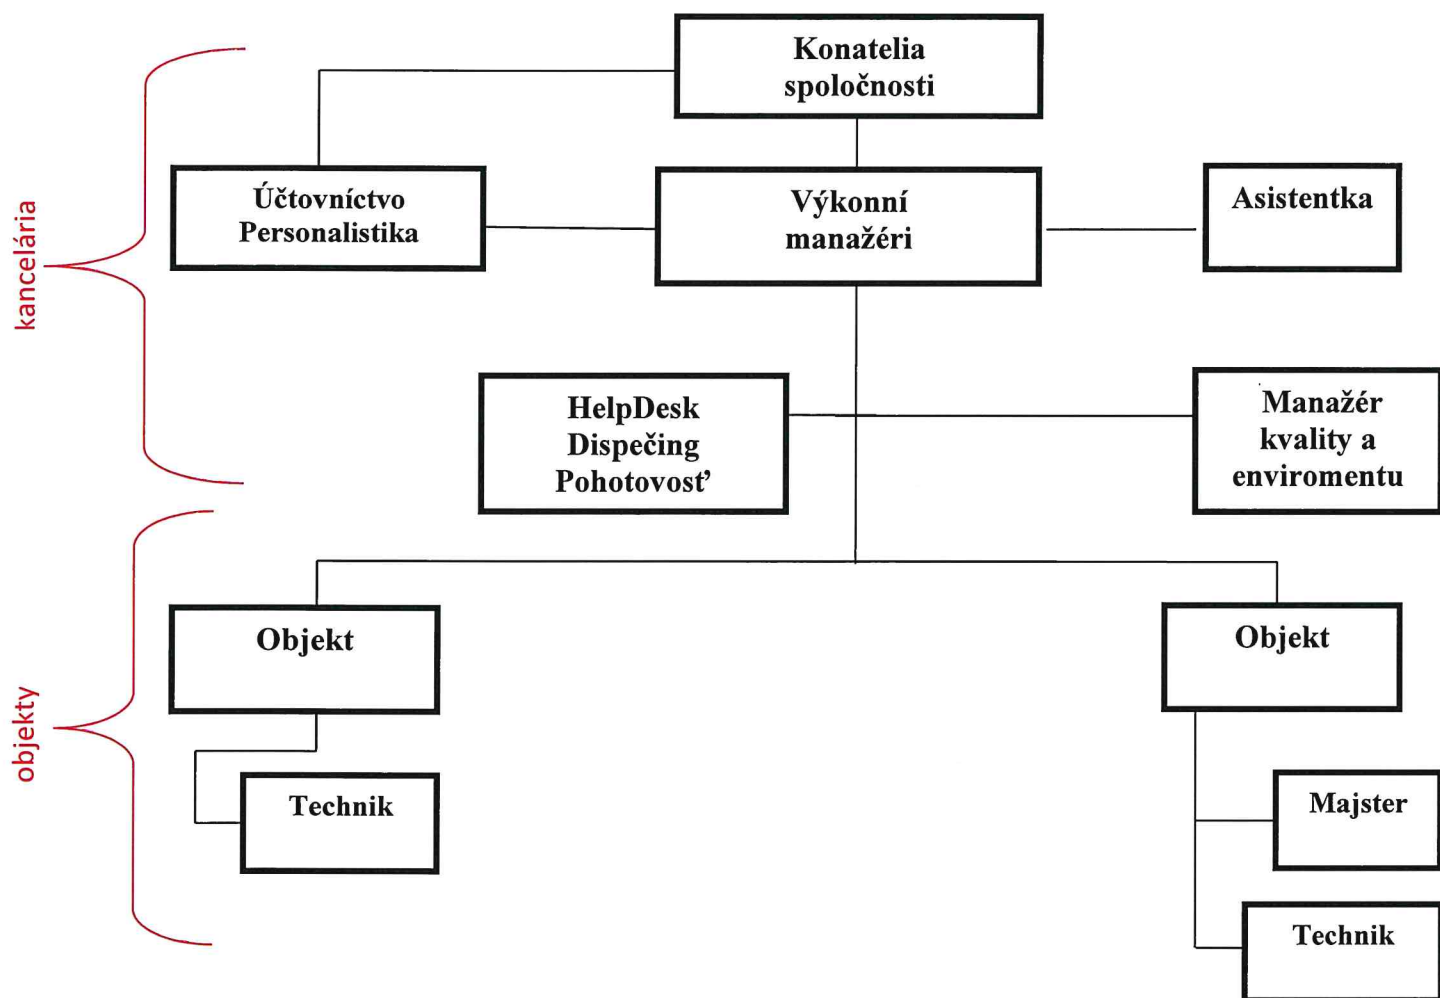 Konatelia
spoločnosti
Účtovníctvo
Personalistika
Výkonní
manažéri
Asistentka
kancelária
HelpDesk
Dispečing
Pohotovosť
Manažér
kvality a
enviromentu
objekty
Objekt
Objekt
Technik
Majster
Technik